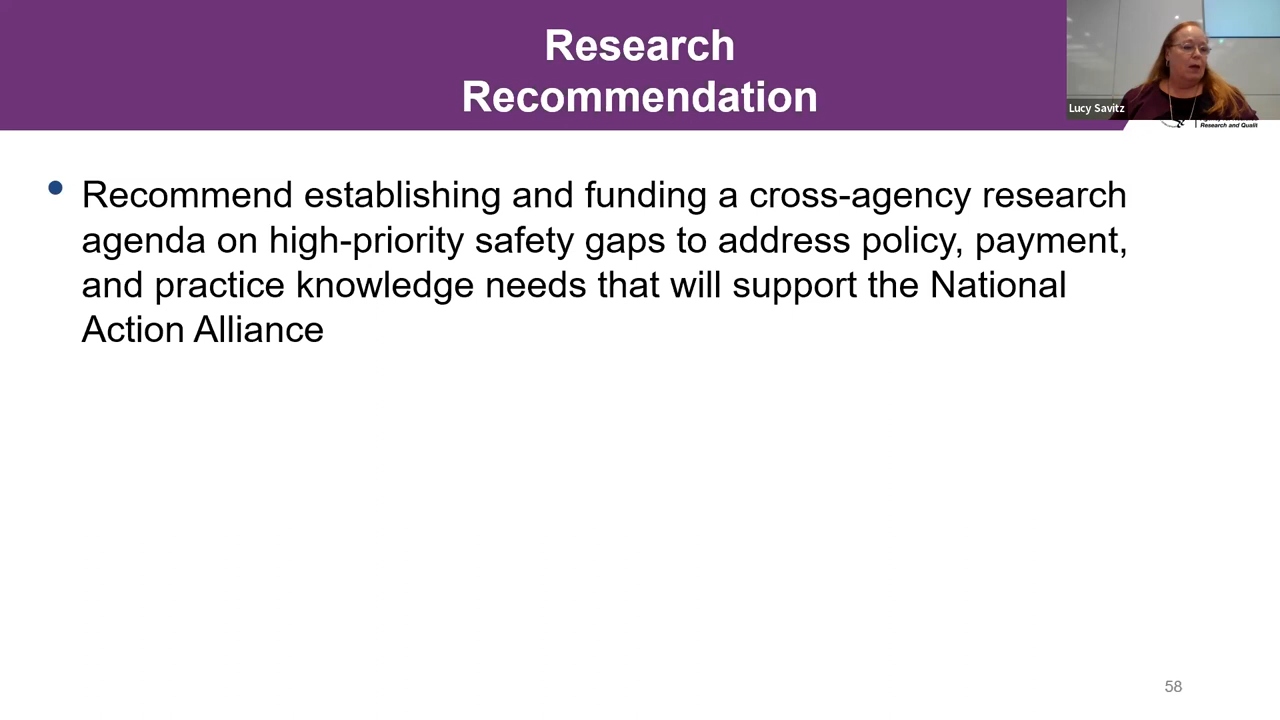 Research
Recommendation
Lucy Savitz
Research and Qualit
Recommend establishing and funding a cross-agency research
agenda on high-priority safety gaps to address policy, payment,
and practice knowledge needs that will support the National
Action Alliance
58